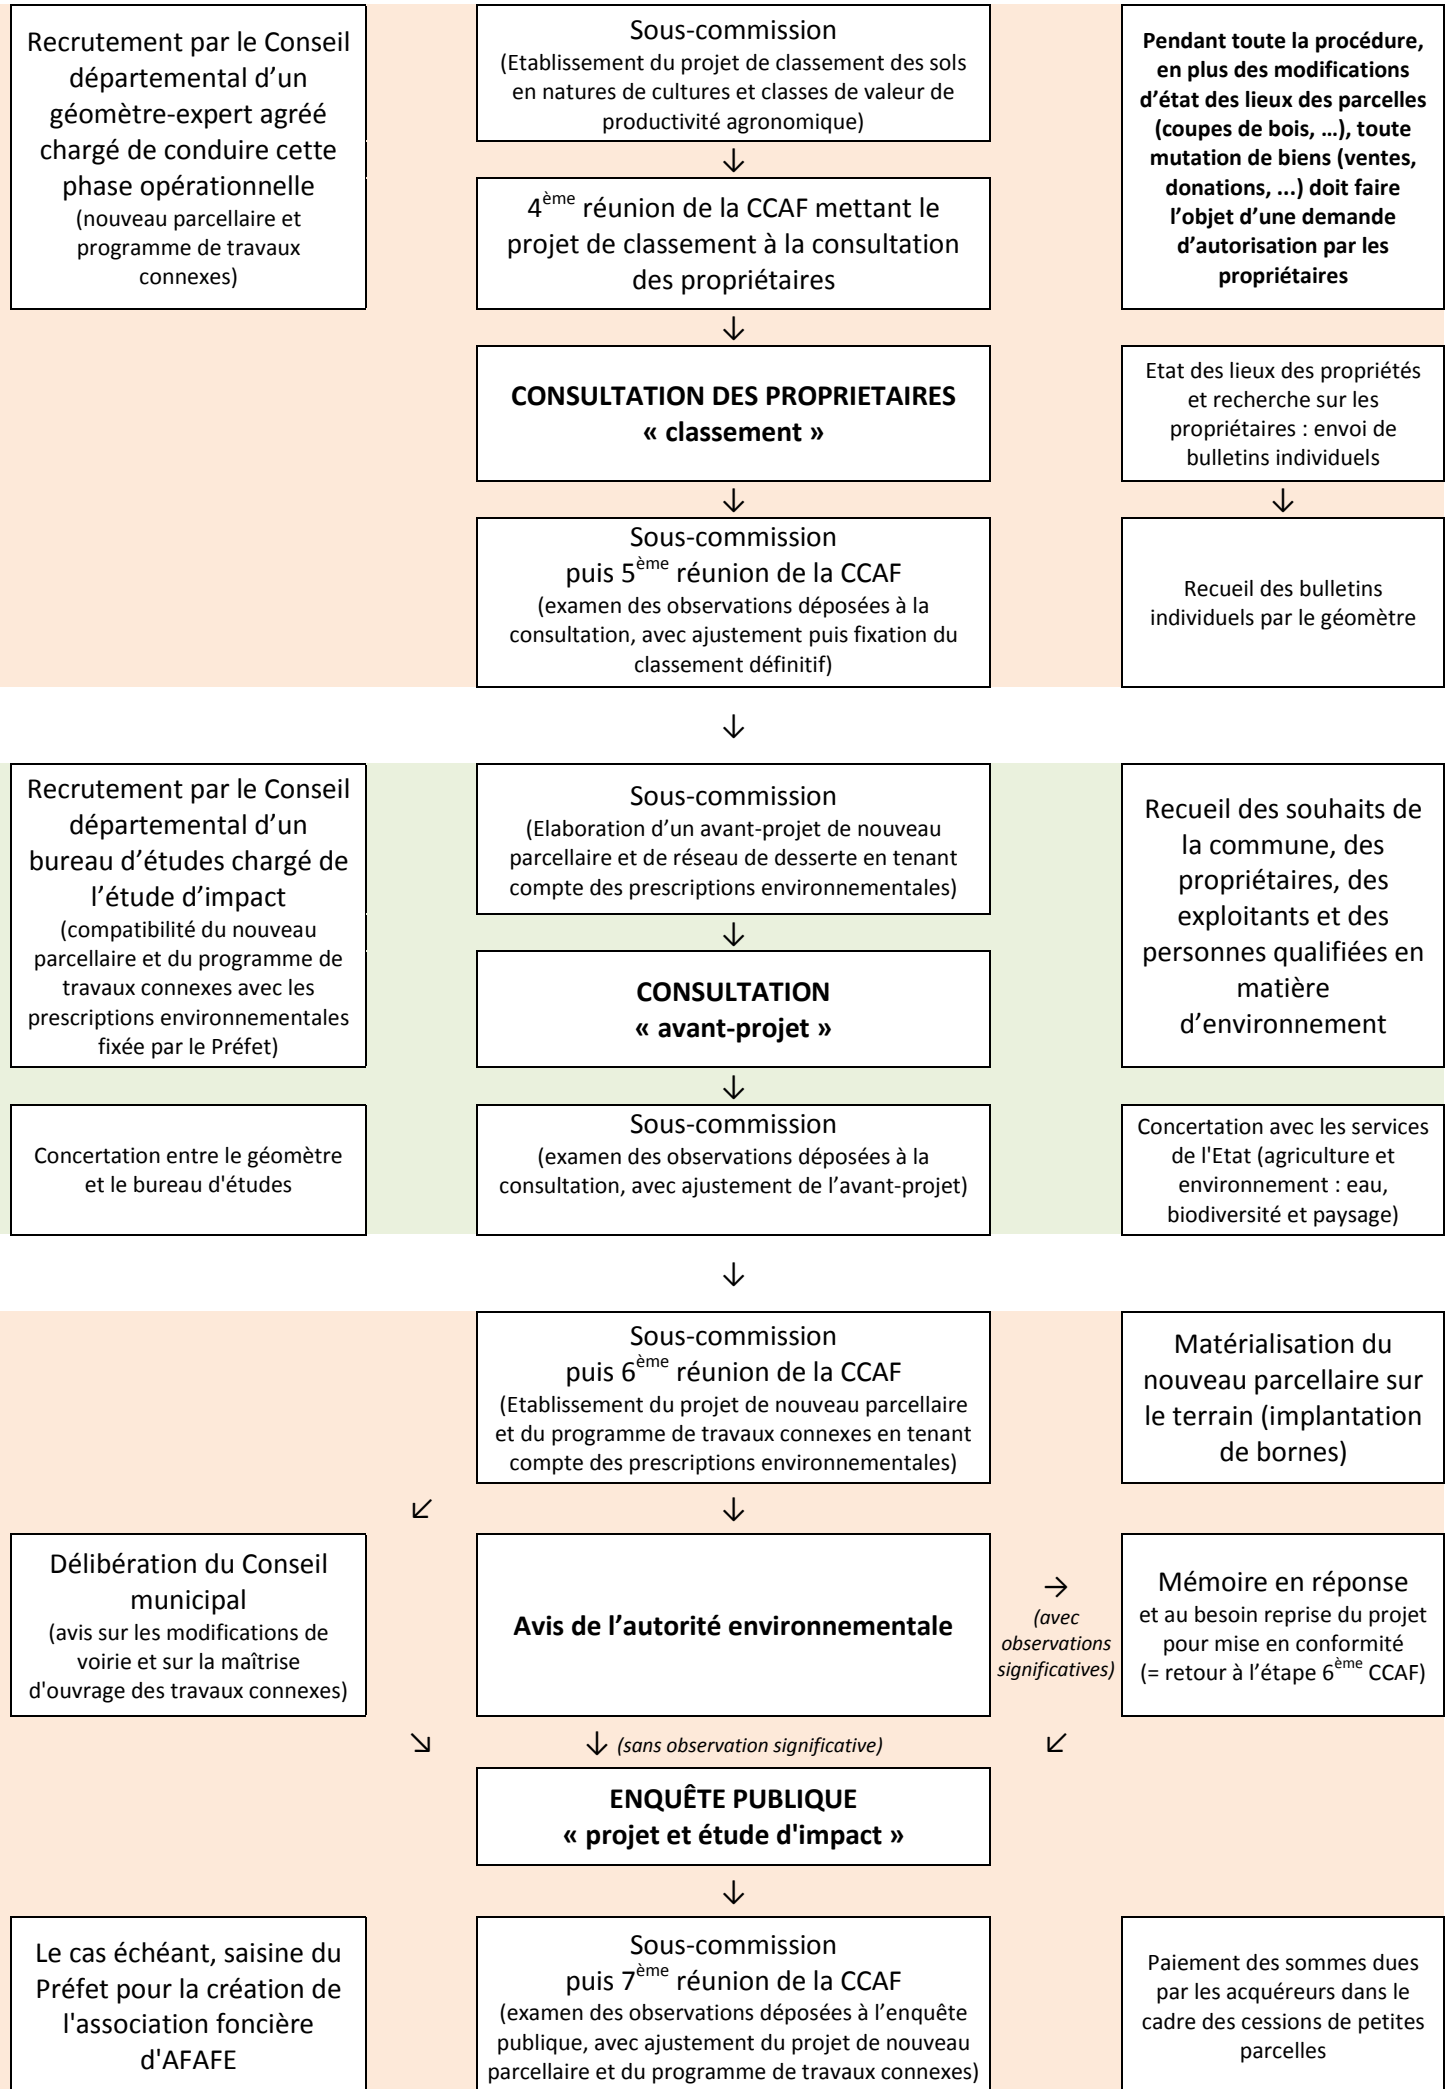 Recrutement par le Conseil
départemental d’un
géomètre-expert agréé
chargé de conduire cette
phase opérationnelle
(nouveau parcellaire et
programme de travaux
connexes)
Sous-commission
(Etablissement du projet de classement des sols
en natures de cultures et classes de valeur de
productivité agronomique)
↓
4ème réunion de la CCAF mettant le
projet de classement à la consultation
des propriétaires
Pendant toute la procédure,
en plus des modifications
d’état des lieux des parcelles
(coupes de bois, …), toute
mutation de biens (ventes,
donations, ...) doit faire
l’objet d’une demande
d’autorisation par les
propriétaires
↓
CONSULTATION DES PROPRIETAIRES
« classement »
Etat des lieux des propriétés
et recherche sur les
propriétaires : envoi de
bulletins individuels
↓
↓
Sous-commission
puis 5ème réunion de la CCAF
(examen des observations déposées à la
consultation, avec ajustement puis fixation du
classement définitif)
Recueil des bulletins
individuels par le géomètre
↓
Recrutement par le Conseil
départemental d’un
bureau d’études chargé de
l’étude d’impact
(compatibilité du nouveau
parcellaire et du programme de
travaux connexes avec les
prescriptions environnementales
fixée par le Préfet)
Sous-commission
(Elaboration d’un avant-projet de nouveau
parcellaire et de réseau de desserte en tenant
compte des prescriptions environnementales)
↓
CONSULTATION
« avant-projet »
Recueil des souhaits de
la commune, des
propriétaires, des
exploitants et des
personnes qualifiées en
matière
d’environnement
↓
Concertation entre le géomètre
et le bureau d'études
Sous-commission
(examen des observations déposées à la
consultation, avec ajustement de l’avant-projet)
Concertation avec les services
de l'Etat (agriculture et
environnement : eau,
biodiversité et paysage)
↓
Sous-commission
puis 6ème réunion de la CCAF
(Etablissement du projet de nouveau parcellaire
et du programme de travaux connexes en tenant
compte des prescriptions environnementales)
Matérialisation du
nouveau parcellaire sur
le terrain (implantation
de bornes)
↙
↓
Délibération du Conseil
municipal
(avis sur les modifications de
voirie et sur la maîtrise
d'ouvrage des travaux connexes)
Avis de l’autorité environnementale
→
(avec
observations
significatives)
Mémoire en réponse
et au besoin reprise du projet
pour mise en conformité
(= retour à l’étape 6ème CCAF)
↘
↓ (sans observation significative)
↙
ENQUÊTE PUBLIQUE
« projet et étude d'impact »
↓
Le cas échéant, saisine du
Préfet pour la création de
l'association foncière
d'AFAFE
Sous-commission
puis 7ème réunion de la CCAF
(examen des observations déposées à l’enquête
publique, avec ajustement du projet de nouveau
parcellaire et du programme de travaux connexes)
Paiement des sommes dues
par les acquéreurs dans le
cadre des cessions de petites
parcelles